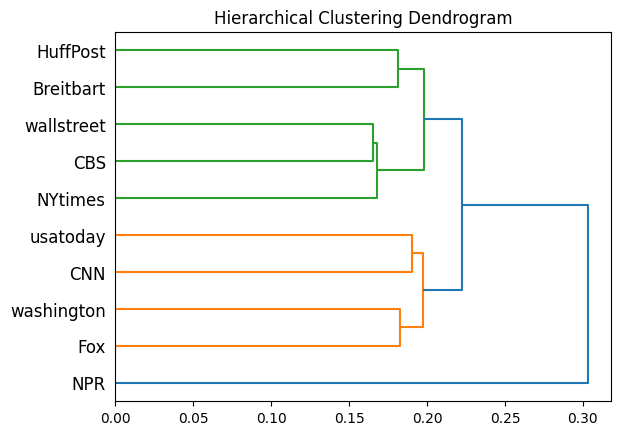 Hierarchical Clustering Dendrogram
HuffPost
Breitbart
wallstreet
CBS
NYtimes
usatoday
CNN
washington
Fox
NPR
0.00 0.05 0.10 0.15 0.20 0.25 0.30